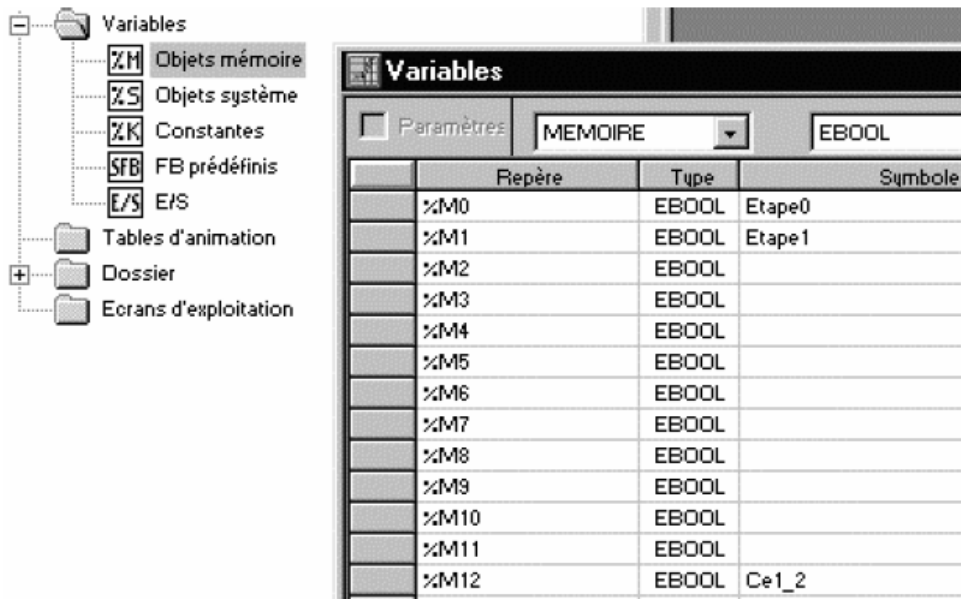 Variables
%M Objets mémoire
%S Objets système
%K Constantes
SFB FB prédéfinis
E/S E/S
Tables d'animation
Dossier
Ecrans d'exploitation
Variables
Paramètres MEMOIRE EBOOL
Repère Type Symbole
%M0 EBOOL Etape0
%M1 EBOOL Etape1
%M2 EBOOL
%M3 EBOOL
%M4 EBOOL
%M5 EBOOL
%M6 EBOOL
%M7 EBOOL
%M8 EBOOL
%M9 EBOOL
%M10 EBOOL
%M11 EBOOL
%M12 EBOOL Ce1_2